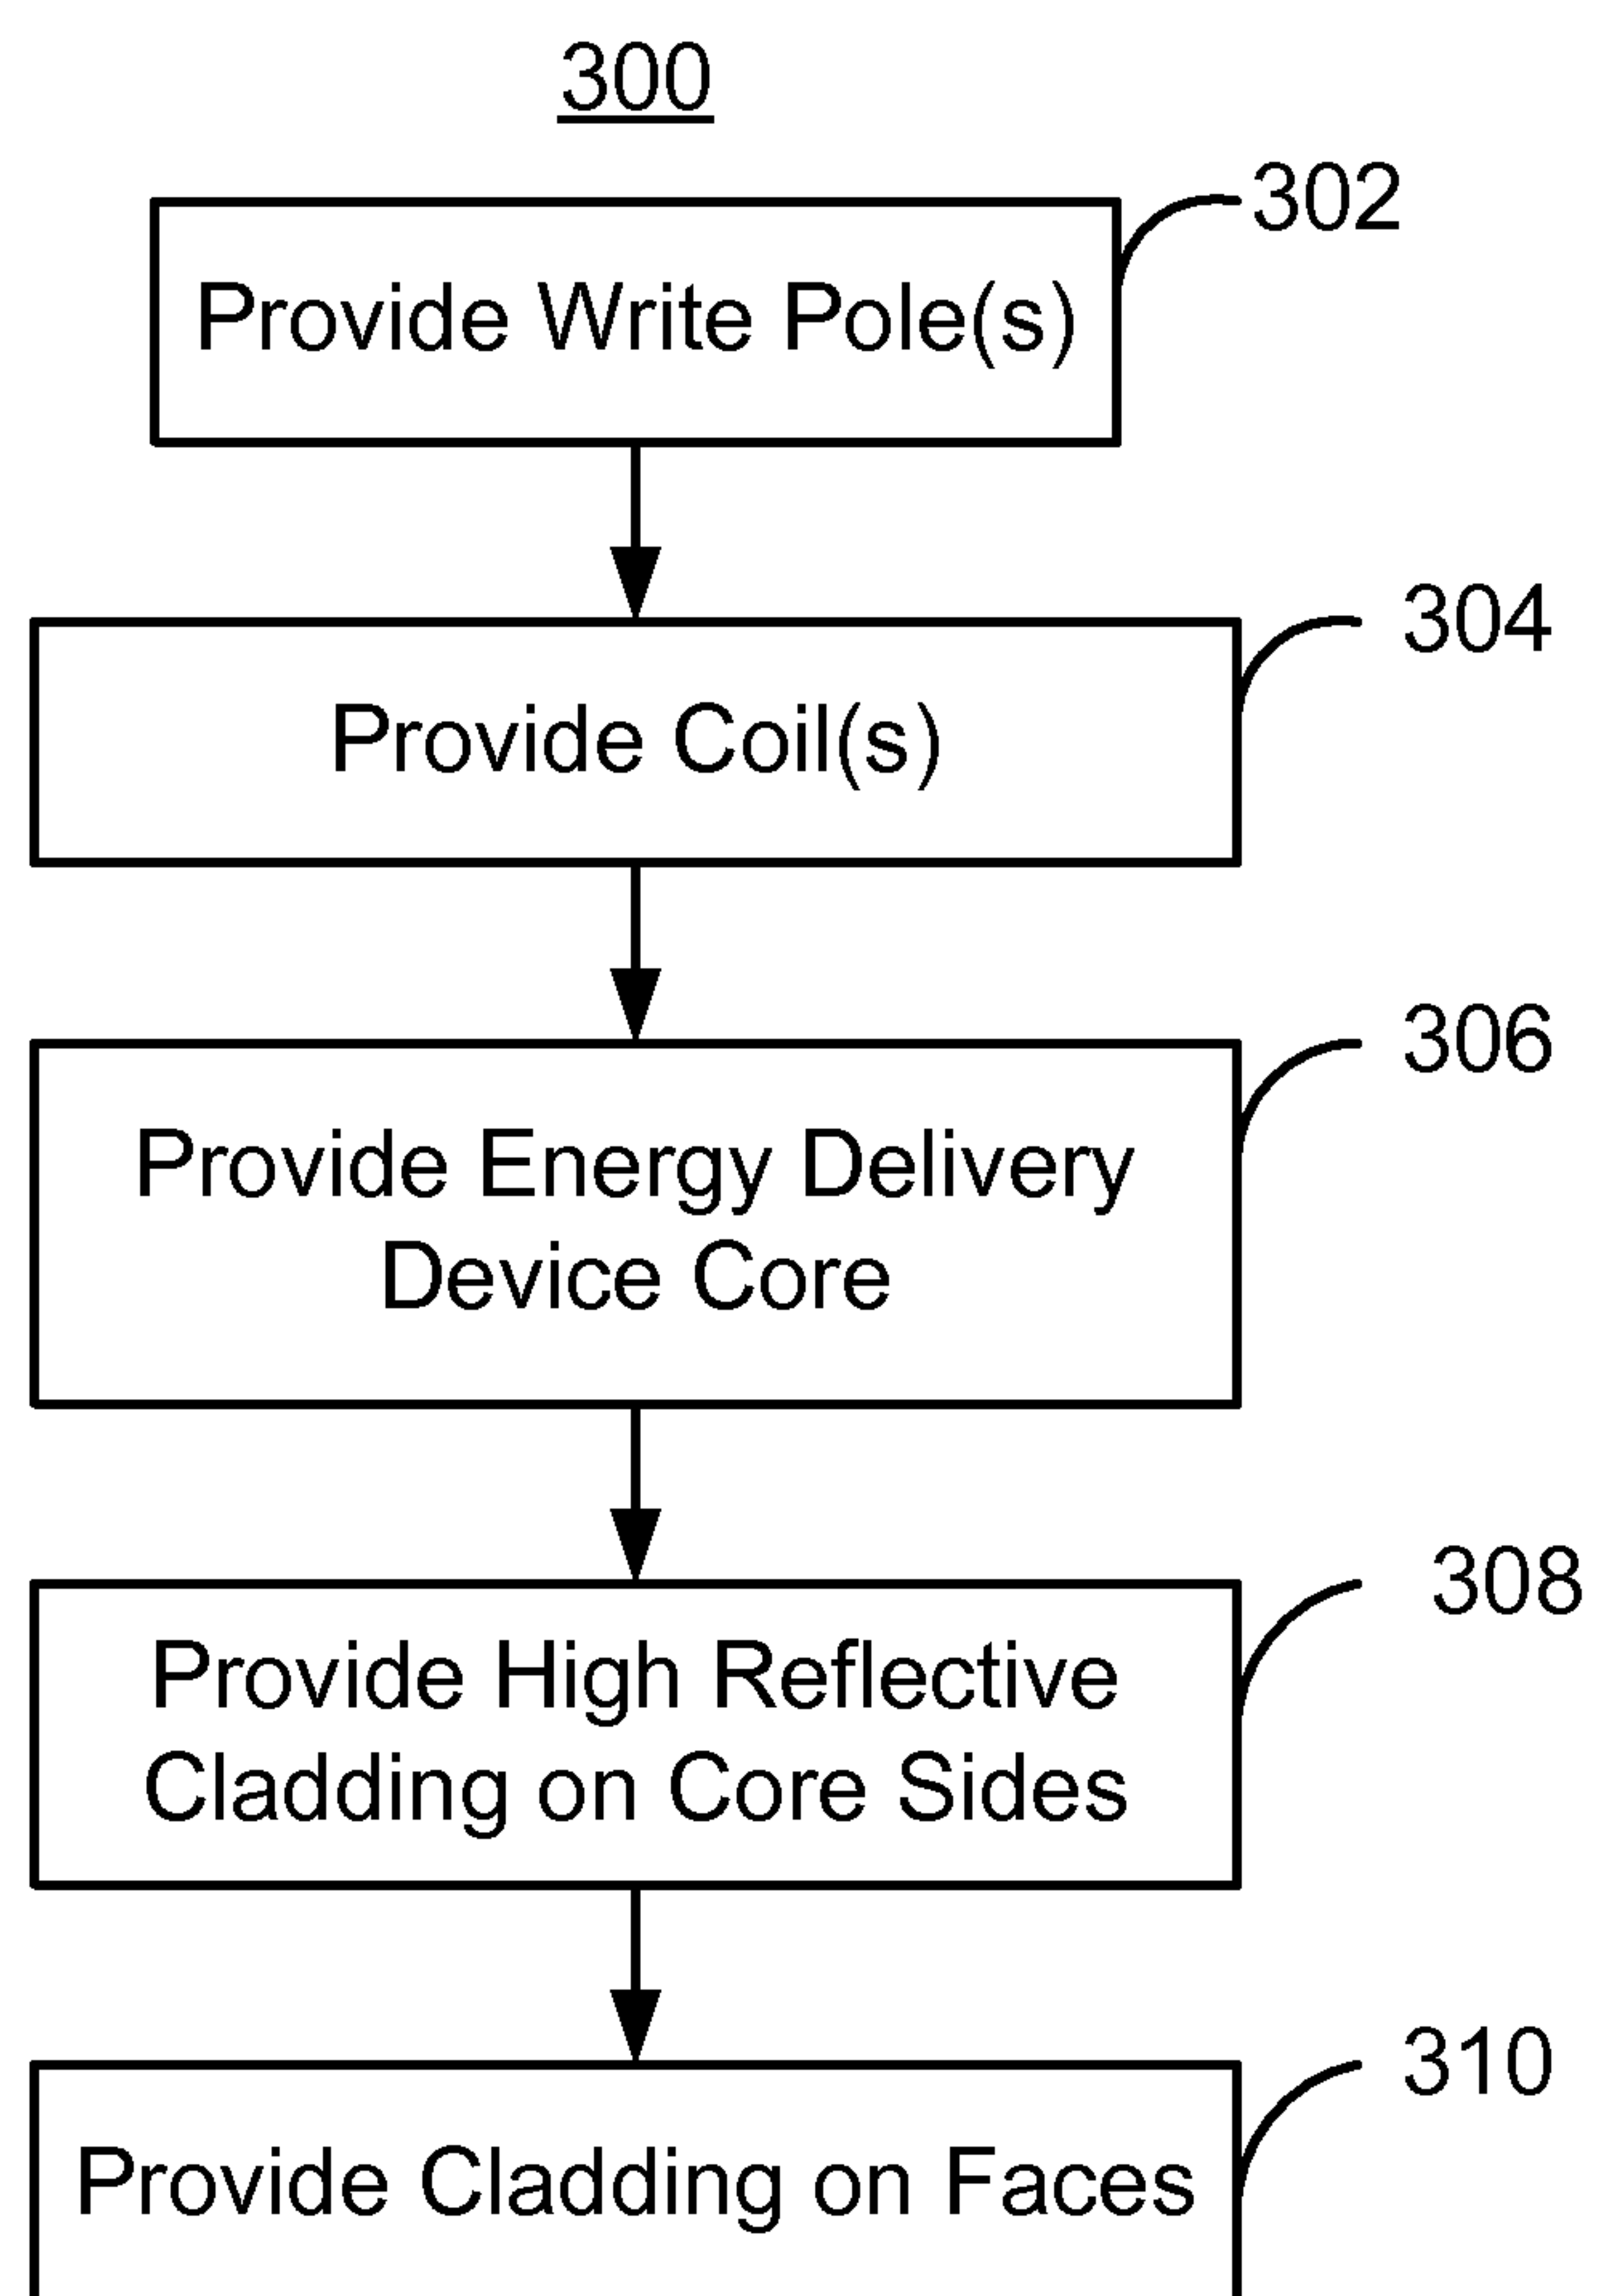 300
302
Provide Write Pole(s)
304
Provide Coil(s)
306
Provide Energy Delivery
Device Core
308
Provide High Reflective
Cladding on Core Sides
310
Provide Cladding on Faces